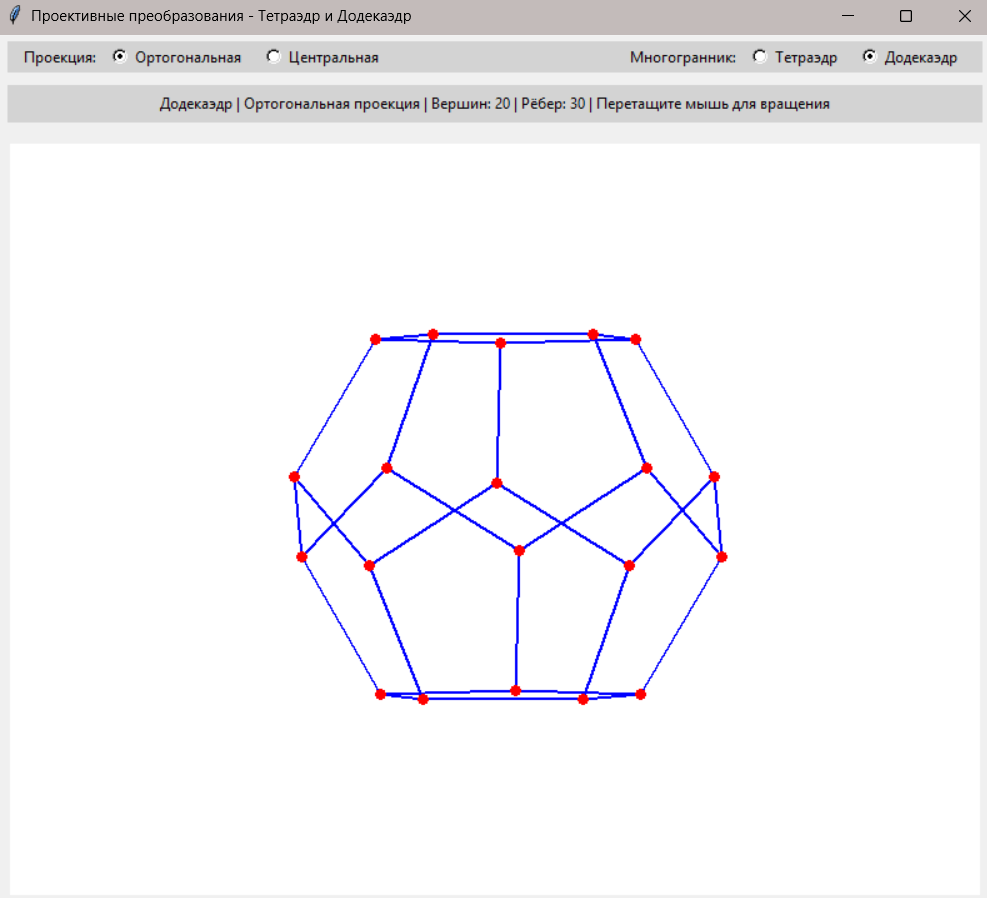 Проективные преобразования - Тетраэдр и Додекаэдр
Проекция: Ортогональная Центральная Многогранник: Тетраэдр Додекаэдр
Додекаэдр | Ортогональная проекция | Вершин: 20 | Рёбер: 30 | Перетащите мышь для вращения